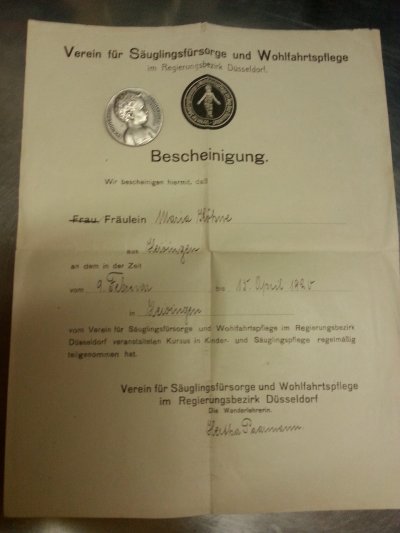 Verein für Säuglingsfürsorge und Wohlfahrtspflege
im Regierungsbezirk Düsseldorf.
Bescheinigung.
Wir bescheinigen hiermit, daß
Frau Fräulein Maria Höhne
aus
an dem in der Zeit
vom 9. Februar bis 15. April 1920
in
vom Verein für Säuglingsfürsorge und Wohlfahrtspflege im Regierungsbezirk
Düsseldorf veranstalteten Kursus in Kinder- und Säuglingspflege regelmäßig
teilgenommen hat.
Verein für Säuglingsfürsorge und Wohlfahrtspflege
im Regierungsbezirk Düsseldorf
Die Wanderlehrerin.
Hertha